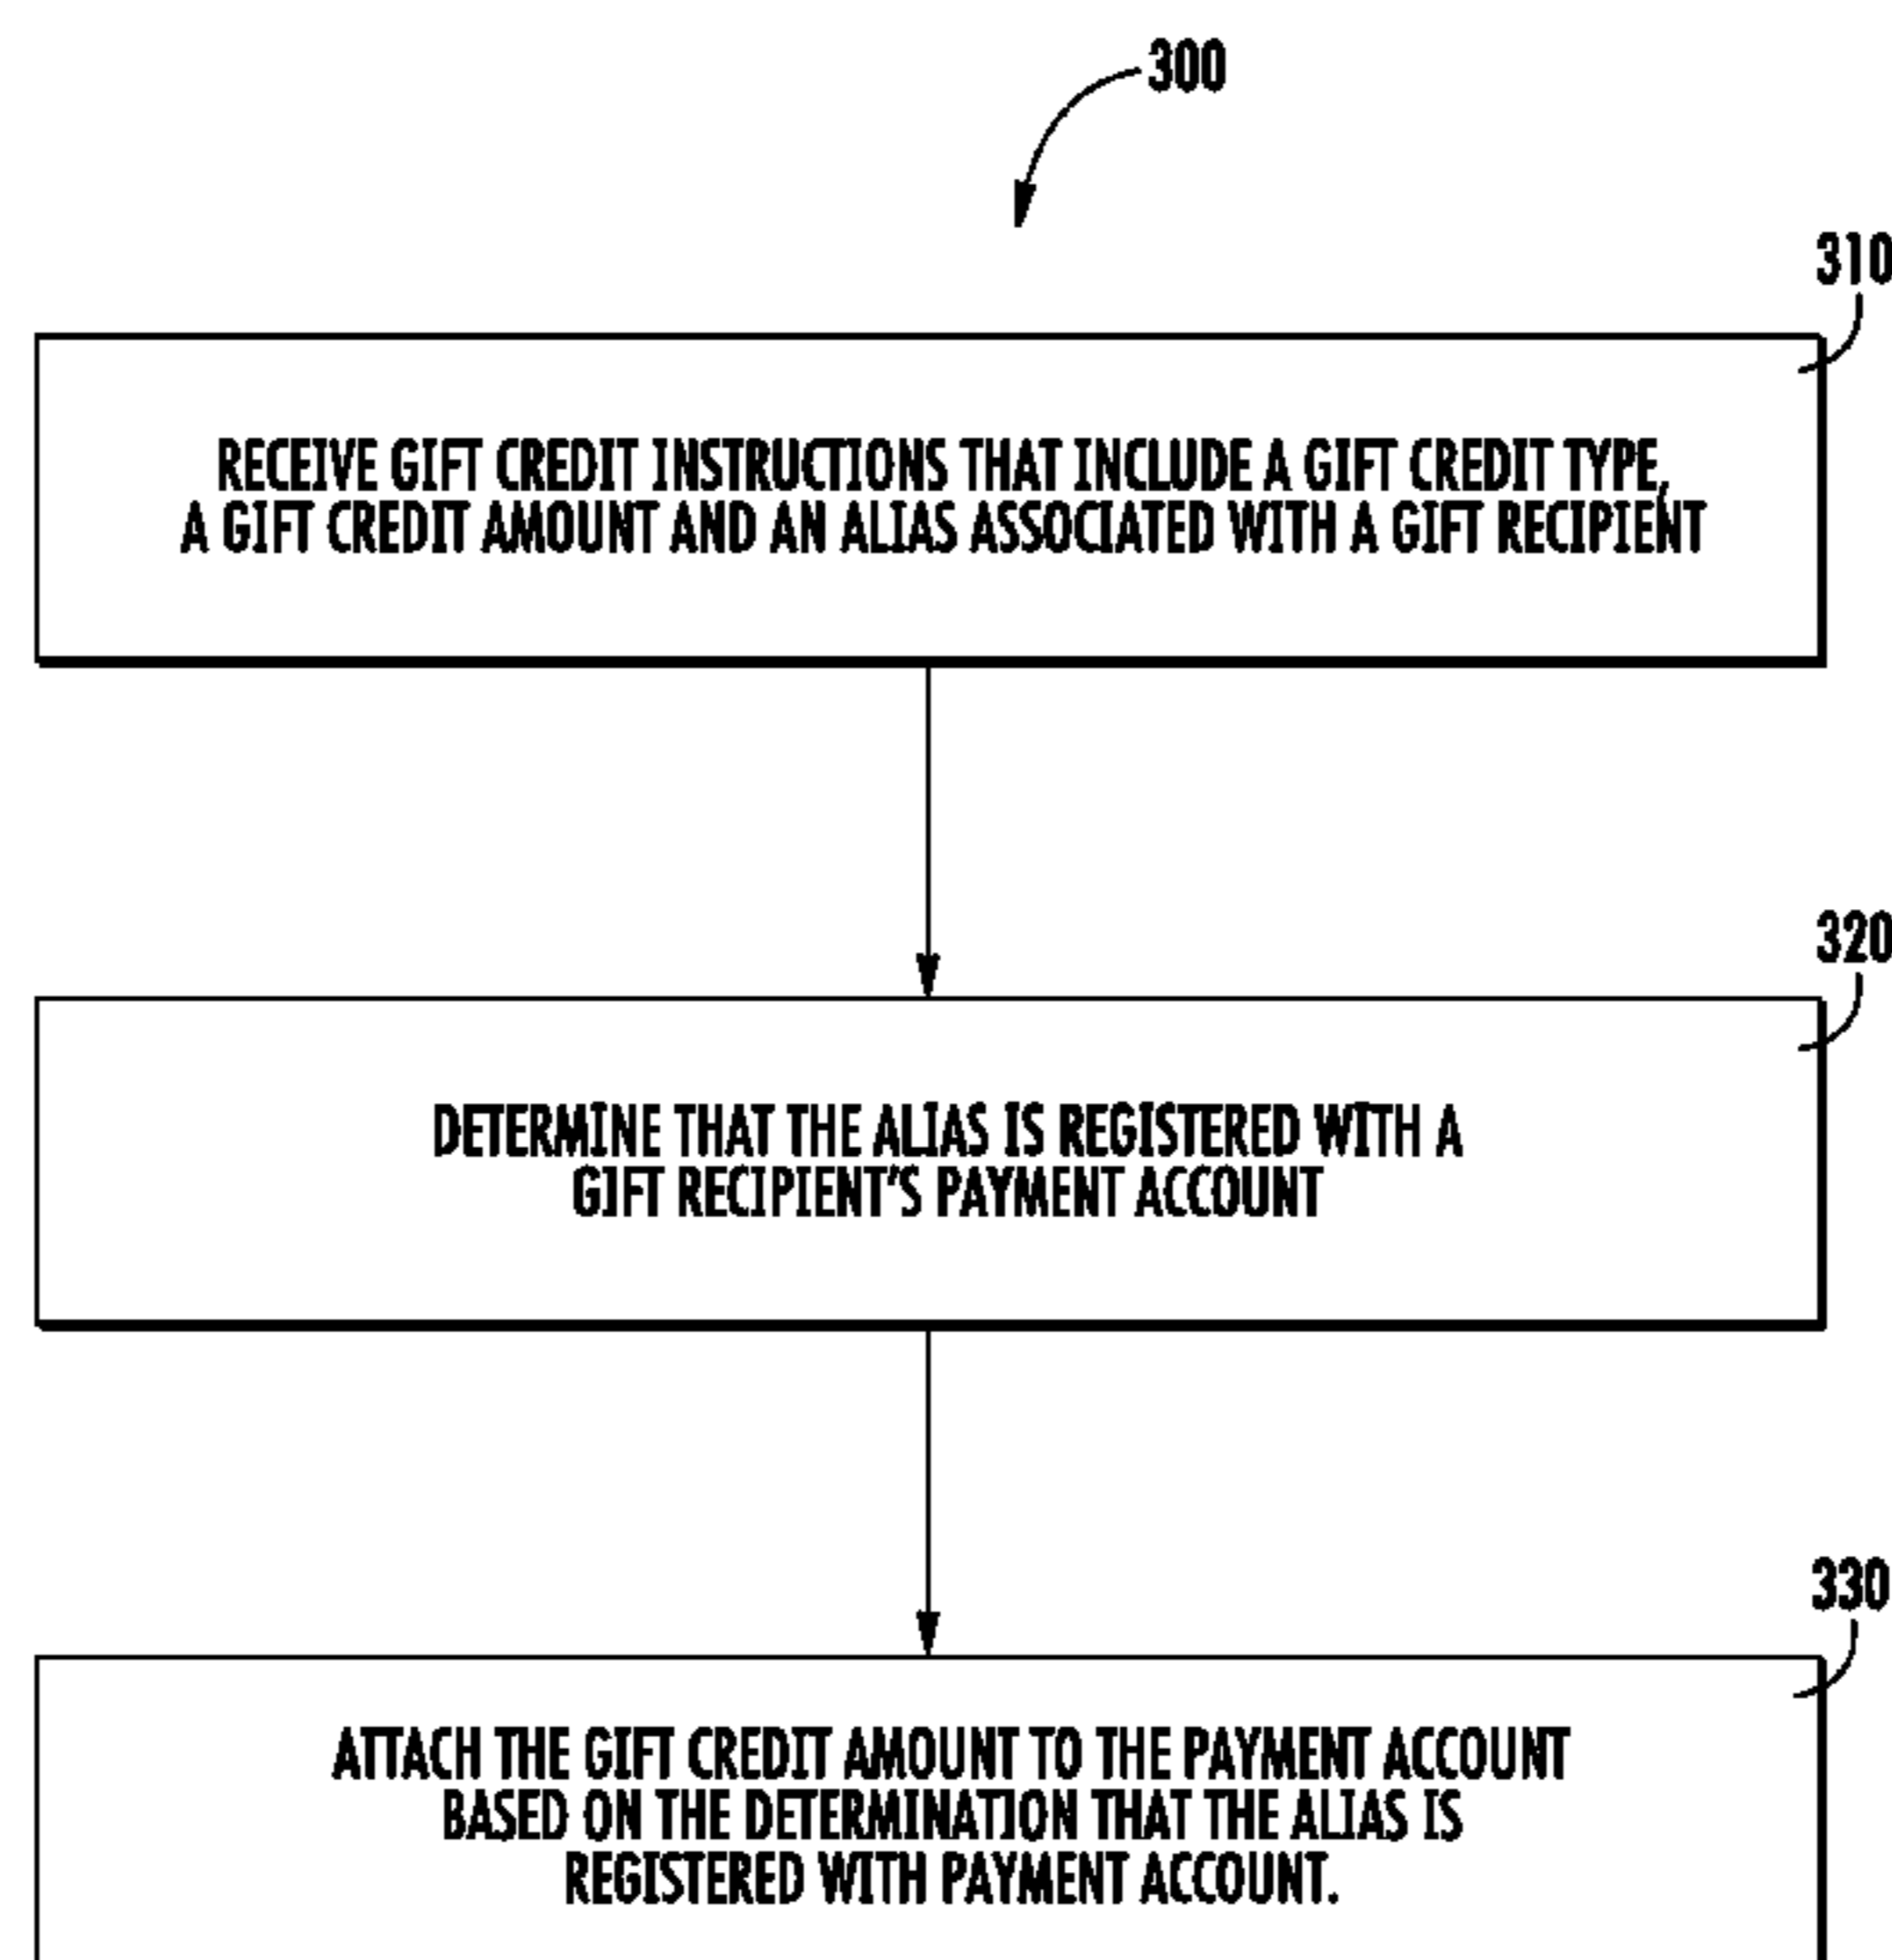 300
310
RECEIVE GIFT CREDIT INSTRUCTIONS THAT INCLUDE A GIFT CREDIT TYPE,
A GIFT CREDIT AMOUNT AND AN ALIAS ASSOCIATED WITH A GIFT RECIPIENT
320
DETERMINE THAT THE ALIAS IS REGISTERED WITH A
GIFT RECIPIENT'S PAYMENT ACCOUNT
330
ATTACH THE GIFT CREDIT AMOUNT TO THE PAYMENT ACCOUNT
BASED ON THE DETERMINATION THAT THE ALIAS IS
REGISTERED WITH PAYMENT ACCOUNT.